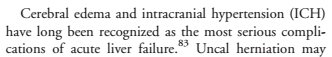 Cerebral edema and intracranial hypertension (ICH)
have long been recognized as the most serious compli-
cations of acute liver failure.83 Uncal herniation may